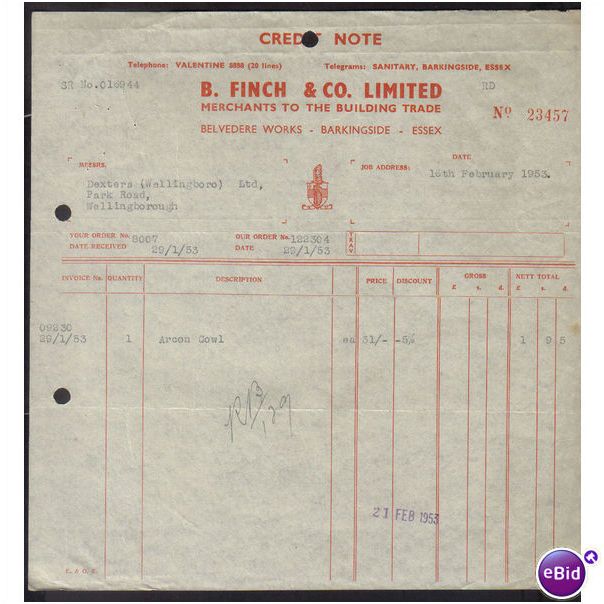 CREDIT NOTE
Telephone: VALENTINE 8888 (20 lines) Telegrams: SANITARY, BARKINGSIDE, ESSEX
SR No.016944 B. FINCH & CO. LIMITED RD
MERCHANTS TO THE BUILDING TRADE Nº 23457
BELVEDERE WORKS - BARKINGSIDE - ESSEX
MESSRS. JOB ADDRESS: DATE
16th February 1953.
Dexters (Wellingboro) Ltd,
Park Road,
Wellingborough
YOUR ORDER No. 8007 OUR ORDER No. 122304
DATE RECEIVED 29/1/53 DATE 29/1/53
INVOICE No. QUANTITY DESCRIPTION PRICE DISCOUNT GROSS NETT TOTAL
£ s. d. £ s. d.
09230
29/1/53 1 Arcon Cowl ea 31/- -5% 1 9 5
21 FEB 1953
E. & O. E.
eBid